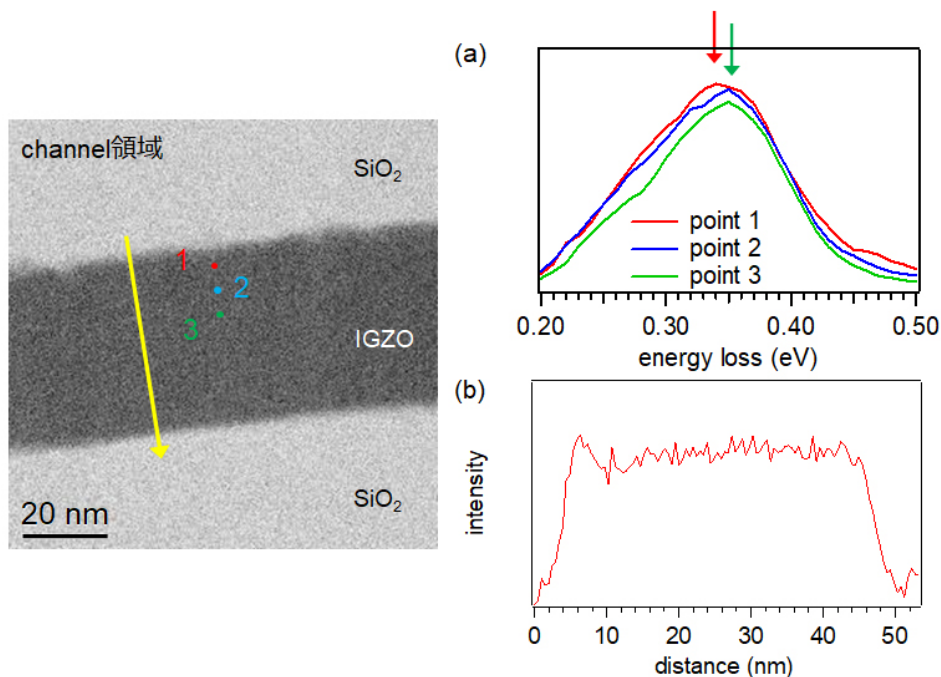 channel領域
SiO2
1
2
3
IGZO
SiO2
20 nm
(a)
point 1
point 2
point 3
0.20
0.30
0.40
0.50
energy loss (eV)
(b)
intensity
0
10
20
30
40
50
distance (nm)